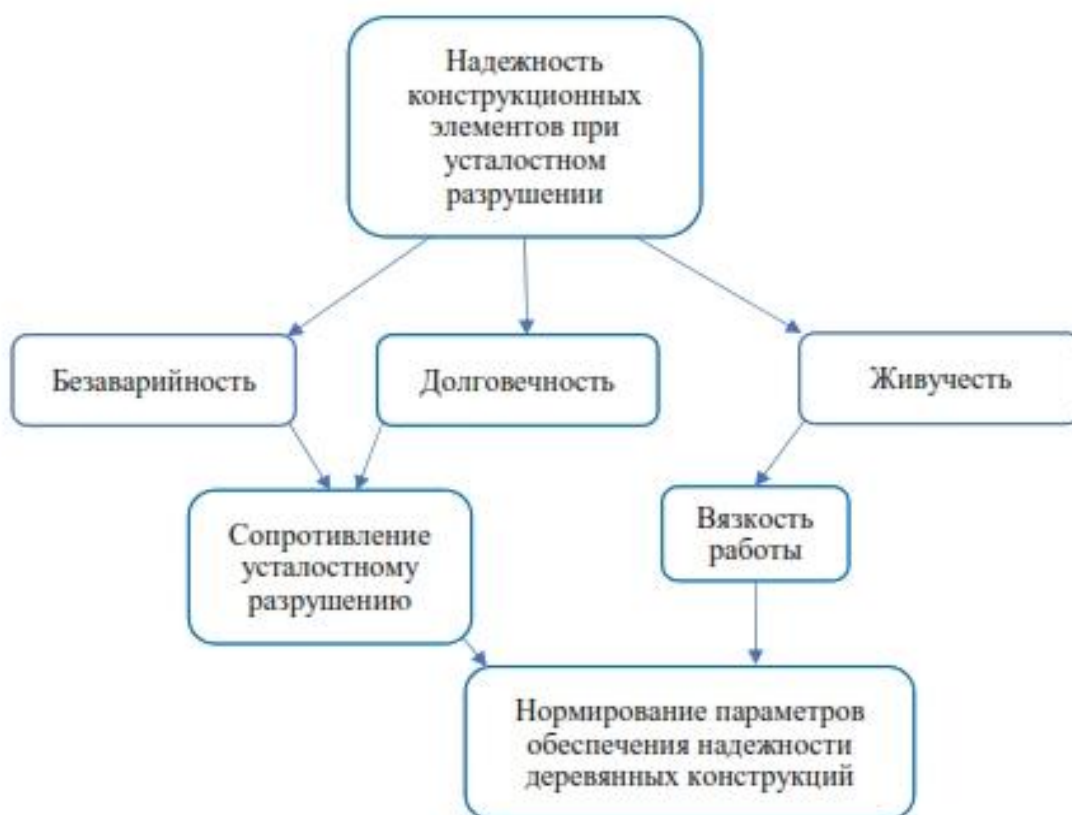 Надежность
конструкционных
элементов при
усталостном
разрушении
Безаварийность
Долговечность
Живучесть
Сопротивление
усталостному
разрушению
Вязкость
работы
Нормирование параметров
обеспечения надежности
деревянных конструкций